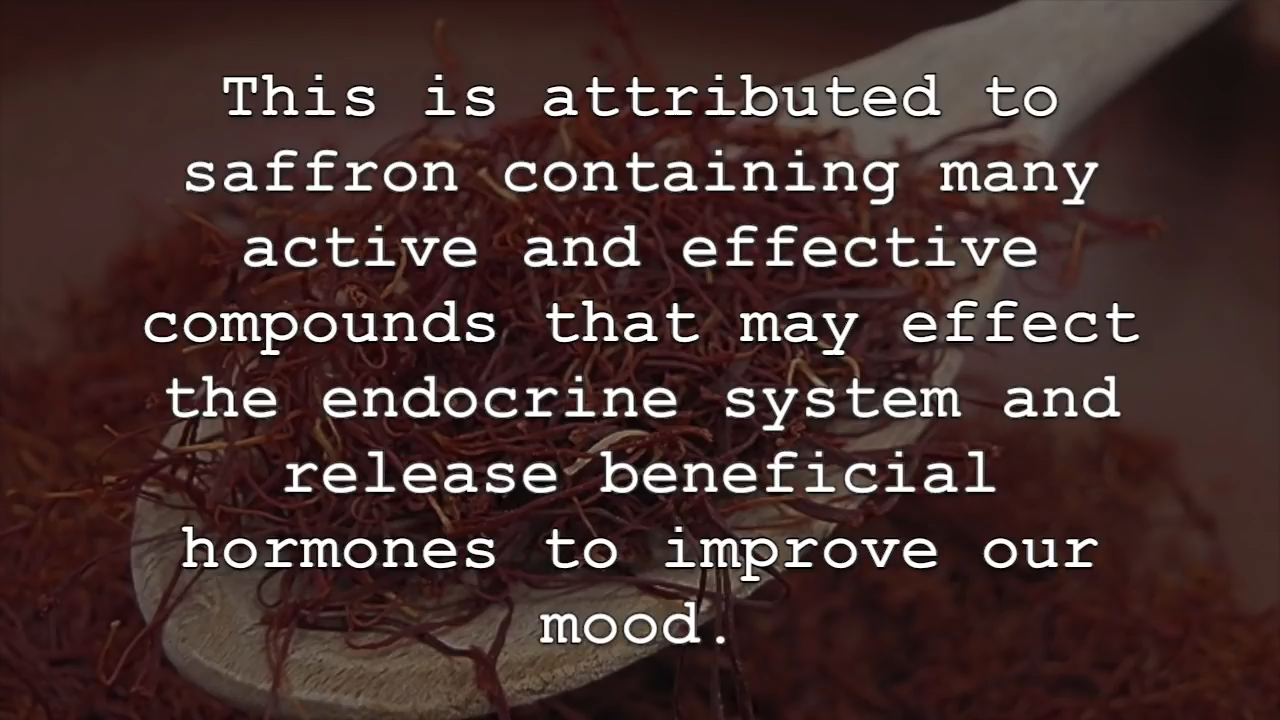 This is attributed to
saffron containing many
active and effective
compounds that may effect
the endocrine system and
release beneficial
hormones to improve our
mood.